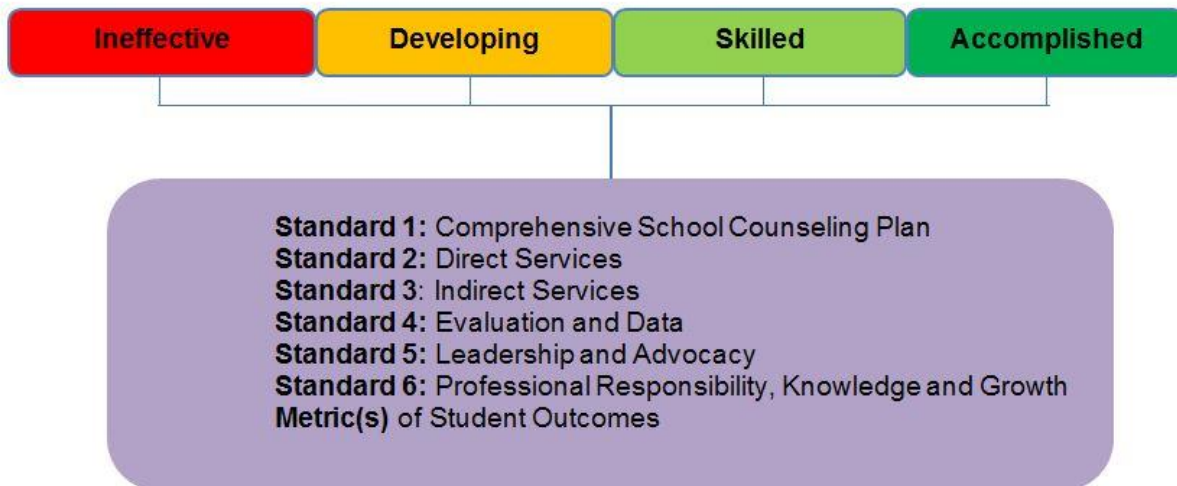 Ineffective Developing Skilled Accomplished
Standard 1: Comprehensive School Counseling Plan
Standard 2: Direct Services
Standard 3: Indirect Services
Standard 4: Evaluation and Data
Standard 5: Leadership and Advocacy
Standard 6: Professional Responsibility, Knowledge and Growth
Metric(s) of Student Outcomes